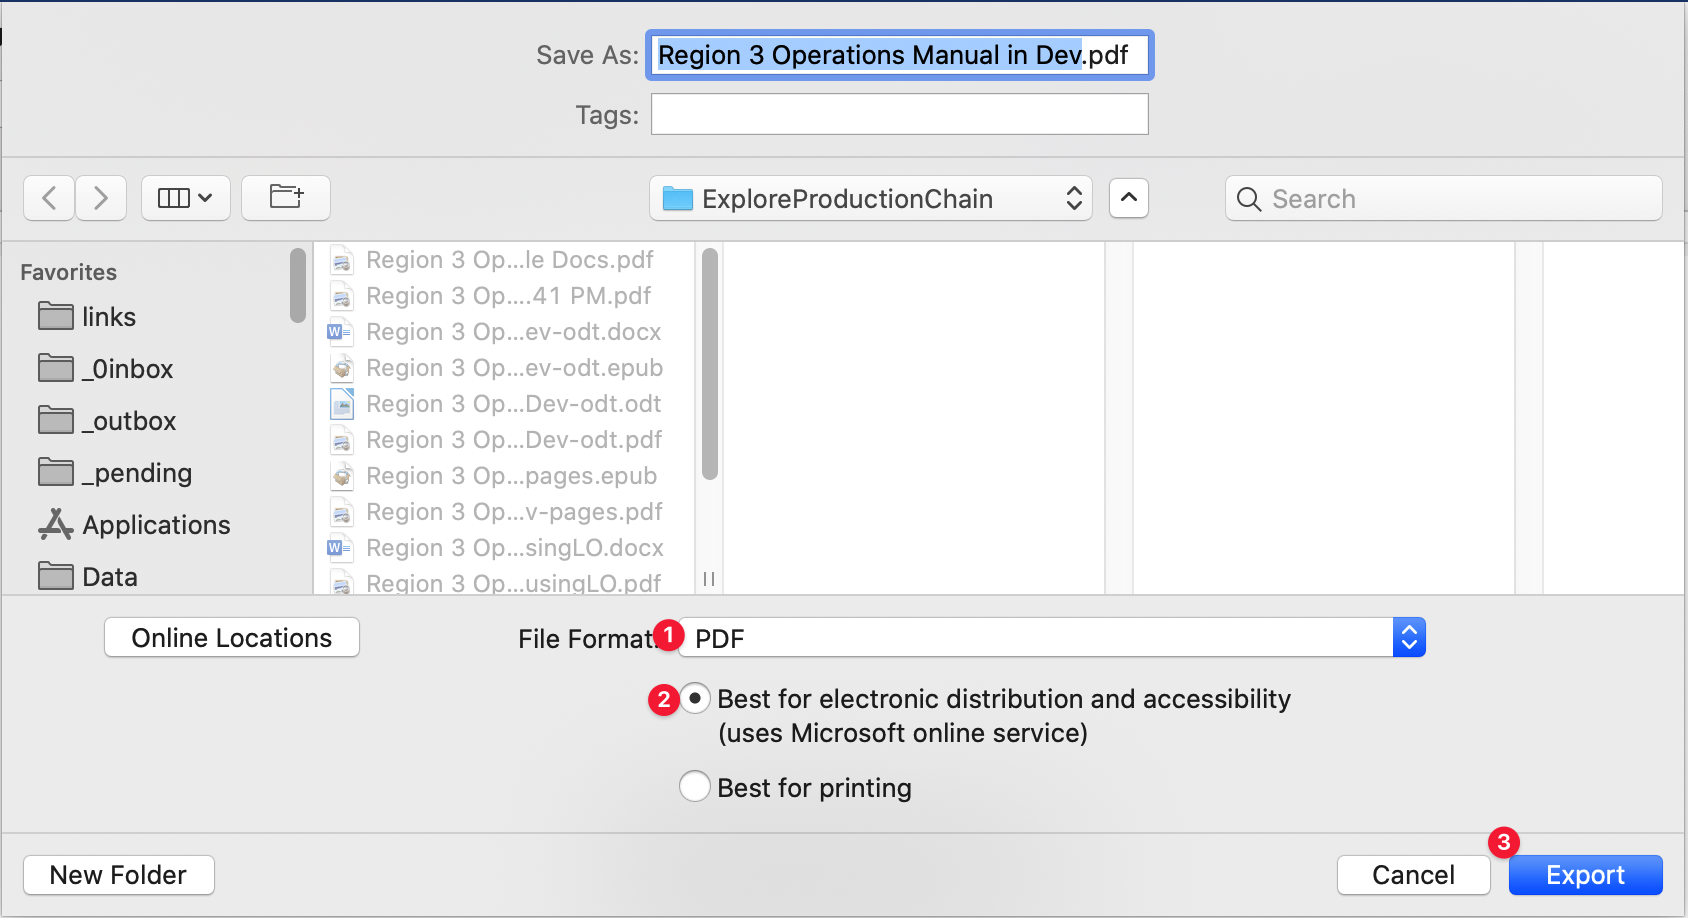 Save As: Region 3 Operations Manual in Dev.pdf
Tags:
ExploreProductionChain
Search
Favorites
links
_0inbox
_outbox
_pending
Applications
Data
Region 3 Op...le Docs.pdf
Region 3 Op....41 PM.pdf
Region 3 Op...ev-odt.docx
Region 3 Op...ev-odt.epub
Region 3 Op...Dev-odt.odt
Region 3 Op...Dev-odt.pdf
Region 3 Op...pages.epub
Region 3 Op...v-pages.pdf
Region 3 Op...singLO.docx
Region 3 Op...usingLO.pdf
Online Locations
File Format: 1 PDF
2 Best for electronic distribution and accessibility
(uses Microsoft online service)
Best for printing
3
New Folder
Cancel
Export